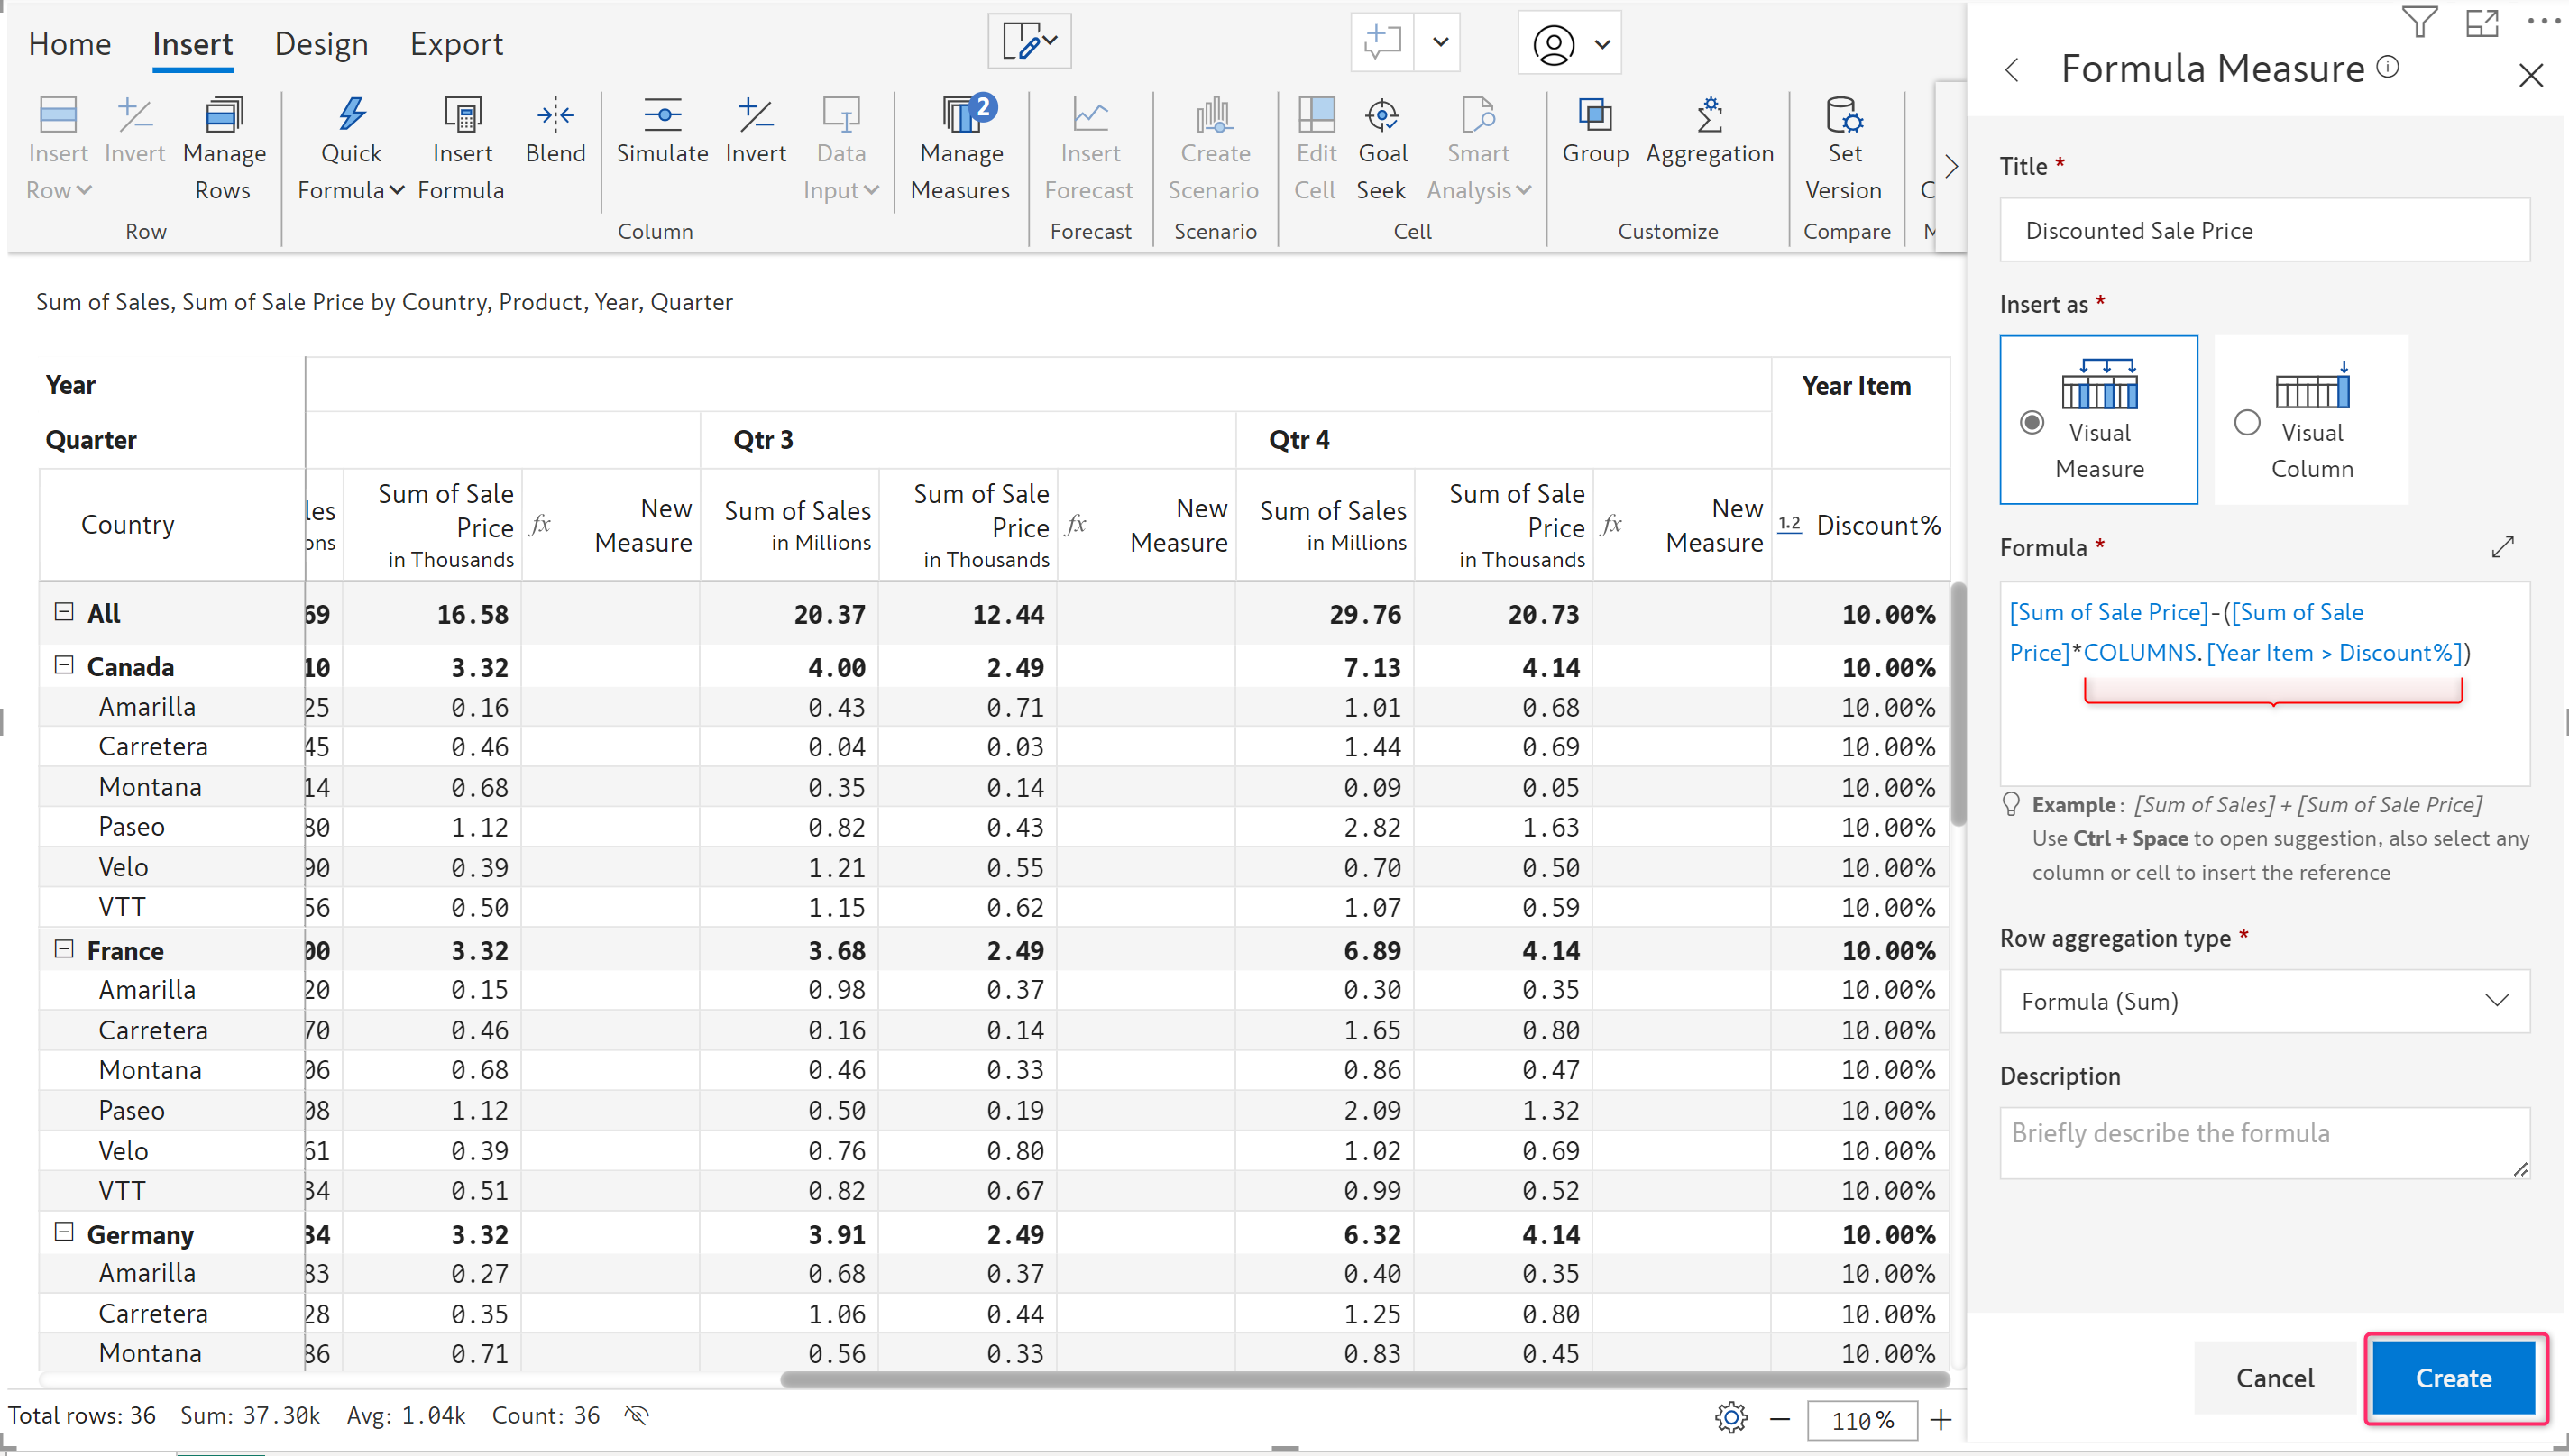 Home Insert Design Export
Insert Row Invert Manage Rows Quick Formula Insert Formula Blend Simulate Invert Data Input Manage Measures 2 Insert Forecast Create Scenario Edit Cell Goal Seek Smart Analysis Group Aggregation Set Version C
Row Column Forecast Scenario Cell Customize Compare M
Sum of Sales, Sum of Sale Price by Country, Product, Year, Quarter
Year Year Item
Quarter Qtr 3 Qtr 4
Country les ons Sum of Sale Price in Thousands fx New Measure Sum of Sales in Millions Sum of Sale Price in Thousands fx New Measure Sum of Sales in Millions Sum of Sale Price in Thousands fx New Measure 1.2 Discount%
All 69 16.58 20.37 12.44 29.76 20.73 10.00%
Canada 10 3.32 4.00 2.49 7.13 4.14 10.00%
Amarilla 25 0.16 0.43 0.71 1.01 0.68 10.00%
Carretera 45 0.46 0.04 0.03 1.44 0.69 10.00%
Montana 14 0.68 0.35 0.14 0.09 0.05 10.00%
Paseo 80 1.12 0.82 0.43 2.82 1.63 10.00%
Velo 90 0.39 1.21 0.55 0.70 0.50 10.00%
VTT 56 0.50 1.15 0.62 1.07 0.59 10.00%
France 00 3.32 3.68 2.49 6.89 4.14 10.00%
Amarilla 20 0.15 0.98 0.37 0.30 0.35 10.00%
Carretera 70 0.46 0.16 0.14 1.65 0.80 10.00%
Montana 06 0.68 0.46 0.33 0.86 0.47 10.00%
Paseo 08 1.12 0.50 0.19 2.09 1.32 10.00%
Velo 61 0.39 0.76 0.80 1.02 0.69 10.00%
VTT 34 0.51 0.82 0.67 0.99 0.52 10.00%
Germany 34 3.32 3.91 2.49 6.32 4.14 10.00%
Amarilla 83 0.27 0.68 0.37 0.40 0.35 10.00%
Carretera 28 0.35 1.06 0.44 1.25 0.80 10.00%
Montana 86 0.71 0.56 0.33 0.83 0.45 10.00%
Total rows: 36 Sum: 37.30k Avg: 1.04k Count: 36 110%
Formula Measure
Title *
Discounted Sale Price
Insert as *
Visual Measure
Visual Column
Formula *
[Sum of Sale Price]-([Sum of Sale
Price]*COLUMNS.[Year Item > Discount%])
Example: [Sum of Sales] + [Sum of Sale Price]
Use Ctrl + Space to open suggestion, also select any
column or cell to insert the reference
Row aggregation type *
Formula (Sum)
Description
Briefly describe the formula
Cancel Create